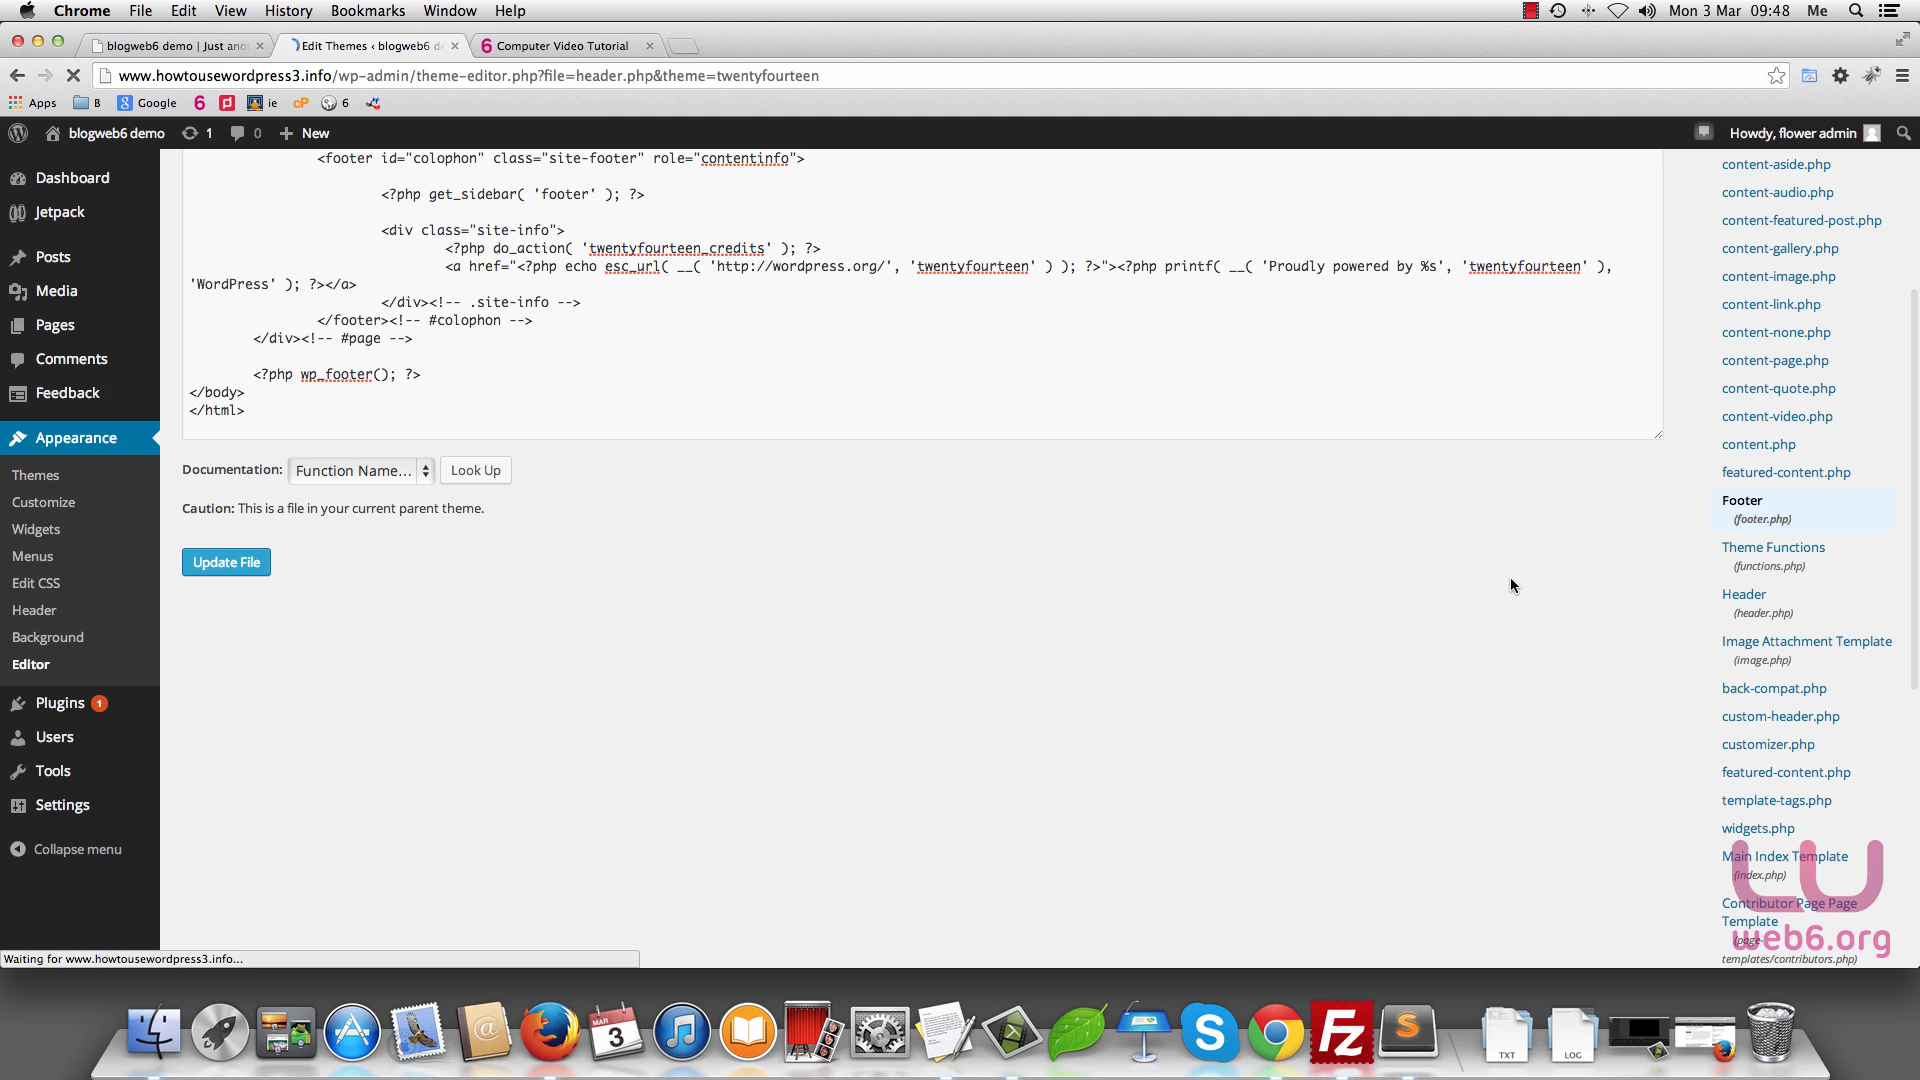 Chrome File Edit View History Bookmarks Window Help Mon 3 Mar 09:48 Me
blogweb6 demo | Just ano Edit Themes ‹ blogweb6 de 6 Computer Video Tutorial
www.howtousewordpress3.info/wp-admin/theme-editor.php?file=header.php&theme=twentyfourteen
Apps B Google 6 ie cP 6
blogweb6 demo 1 0 New Howdy, flower admin
Dashboard
Jetpack
Posts
Media
Pages
Comments
Feedback
Appearance
Themes
Customize
Widgets
Menus
Edit CSS
Header
Background
Editor
Plugins 1
Users
Tools
Settings
Collapse menu
<footer id="colophon" class="site-footer" role="contentinfo">
<?php get_sidebar( 'footer' ); ?>
<div class="site-info">
<?php do_action( 'twentyfourteen_credits' ); ?>
<a href="<?php echo esc_url( __( 'http://wordpress.org/', 'twentyfourteen' ) ); ?>"><?php printf( __( 'Proudly powered by %s', 'twentyfourteen' ),
'WordPress' ); ?></a>
</div><!-- .site-info -->
</footer><!-- #colophon -->
</div><!-- #page -->
<?php wp_footer(); ?>
</body>
</html>
Documentation: Function Name... Look Up
Caution: This is a file in your current parent theme.
Update File
content-aside.php
content-audio.php
content-featured-post.php
content-gallery.php
content-image.php
content-link.php
content-none.php
content-page.php
content-quote.php
content-video.php
content.php
featured-content.php
Footer
(footer.php)
Theme Functions
(functions.php)
Header
(header.php)
Image Attachment Template
(image.php)
back-compat.php
custom-header.php
customizer.php
featured-content.php
template-tags.php
widgets.php
Main Index Template
(index.php)
Contributor Page Page
Template
(page-
templates/contributors.php)
web6.org
Waiting for www.howtousewordpress3.info...
MAR
3
TXT
LOG